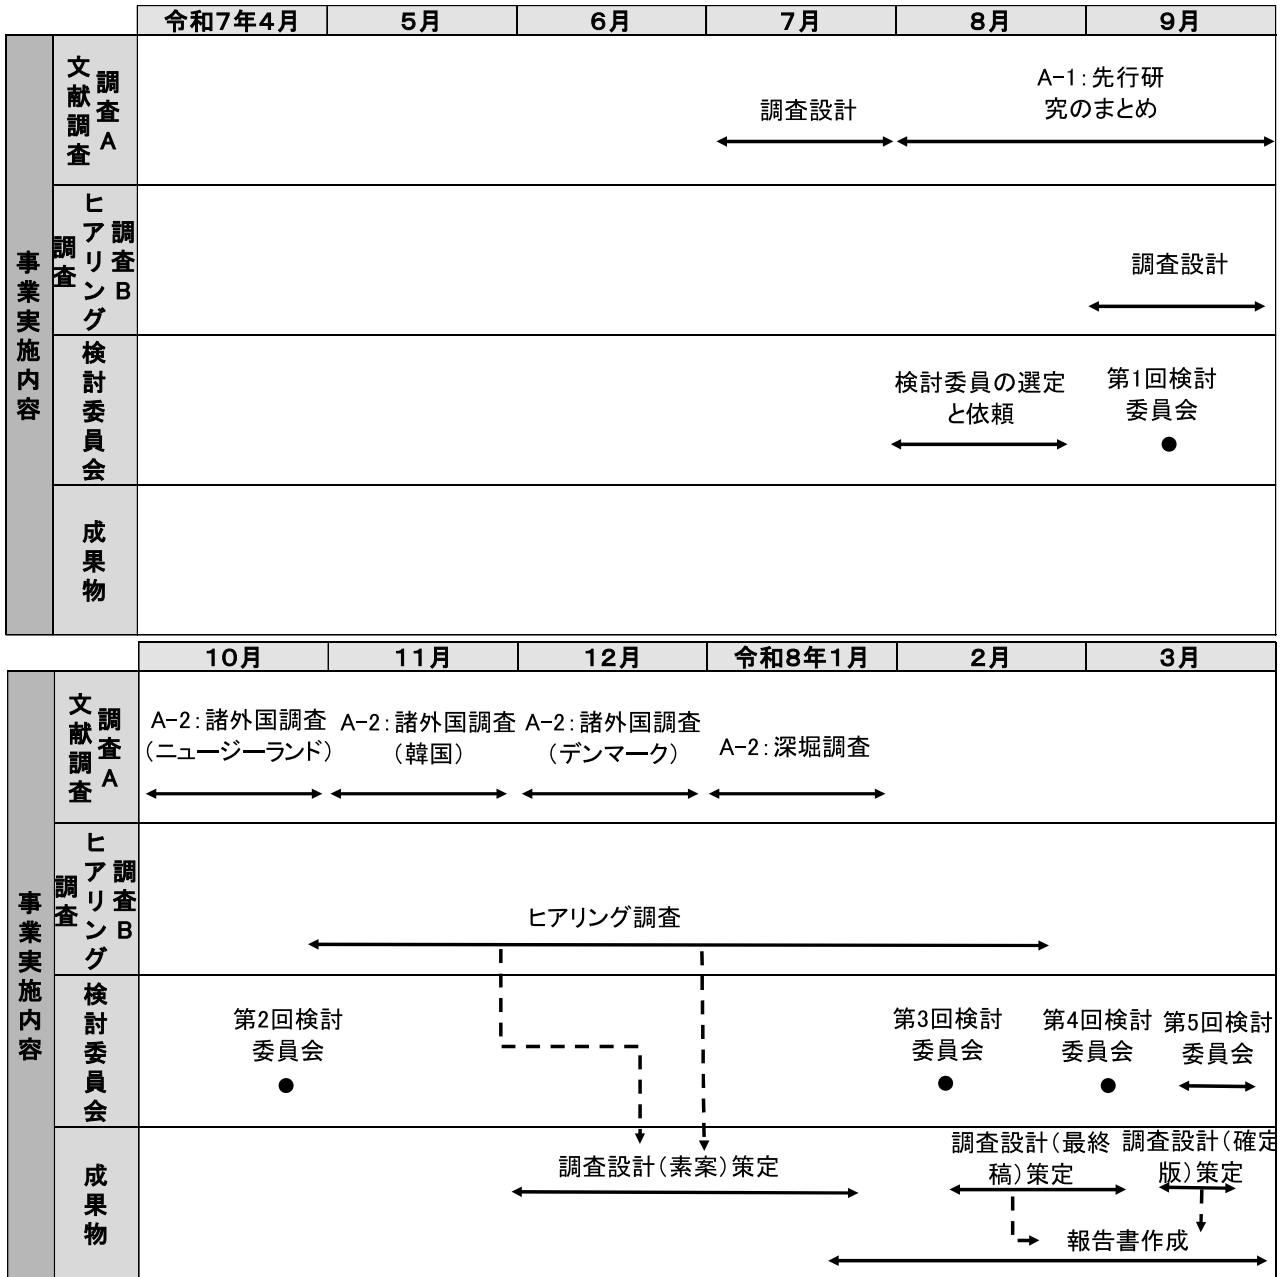 令和7年4月
5月
6月
7月
8月
9月
事業実施内容
調査A
文献調査
調査設計
A-1：先行研
究のまとめ
調査B
ヒアリング
調査
調査設計
検討委員会
検討委員の選定
と依頼
第1回検討
委員会
成果物
10月
11月
12月
令和8年1月
2月
3月
事業実施内容
調査A
文献調査
A-2：諸外国調査
（ニュージーランド）
A-2：諸外国調査
（韓国）
A-2：諸外国調査
（デンマーク）
A-2：深堀調査
調査B
ヒアリング
調査
ヒアリング調査
検討委員会
第2回検討
委員会
第3回検討
委員会
第4回検討
委員会
第5回検討
委員会
成果物
調査設計（素案）策定
調査設計（最終
稿）策定
調査設計（確定
版）策定
報告書作成